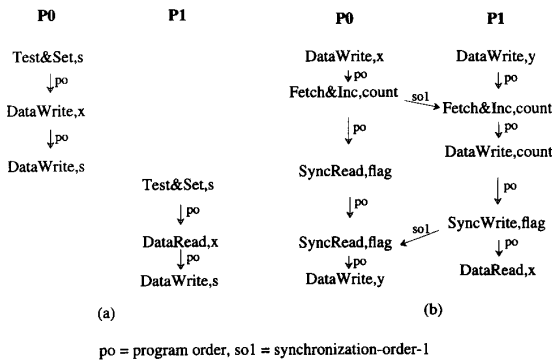 P0 P1 P0 P1
Test&Set,s
po
DataWrite,x
po
DataWrite,s
Test&Set,s
po
DataRead,x
po
DataWrite,s
(a)
DataWrite,x
po
Fetch&Inc,count
so1
po
SyncRead,flag
po
SyncRead,flag
so1
po
DataWrite,y
DataWrite,y
po
Fetch&Inc,count
po
DataWrite,count
po
SyncWrite,flag
po
DataRead,x
(b)
po = program order, so1 = synchronization-order-1